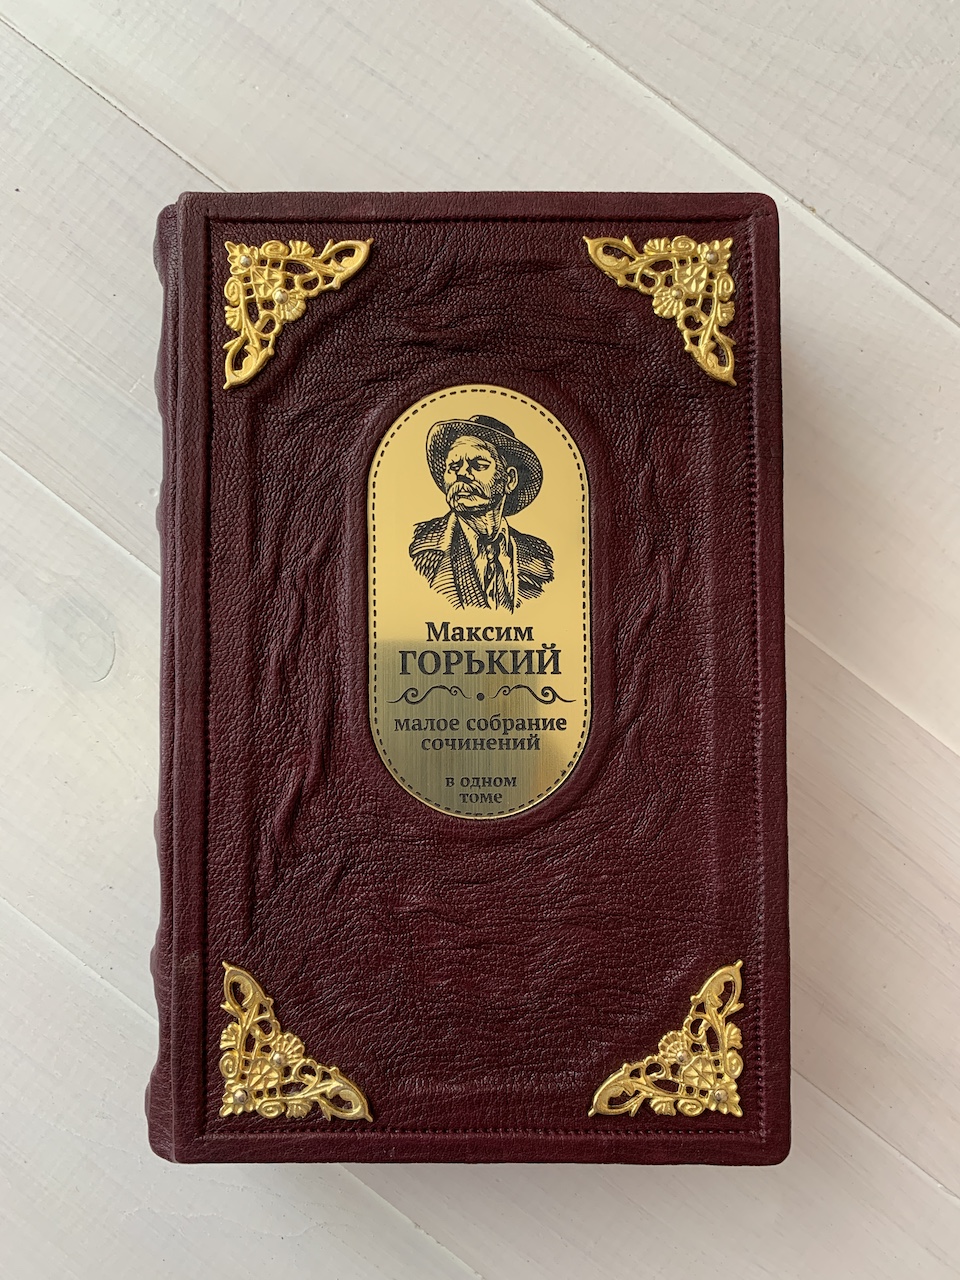 Максим
ГОРЬКИЙ
малое собрание
сочинений
в одном
томе